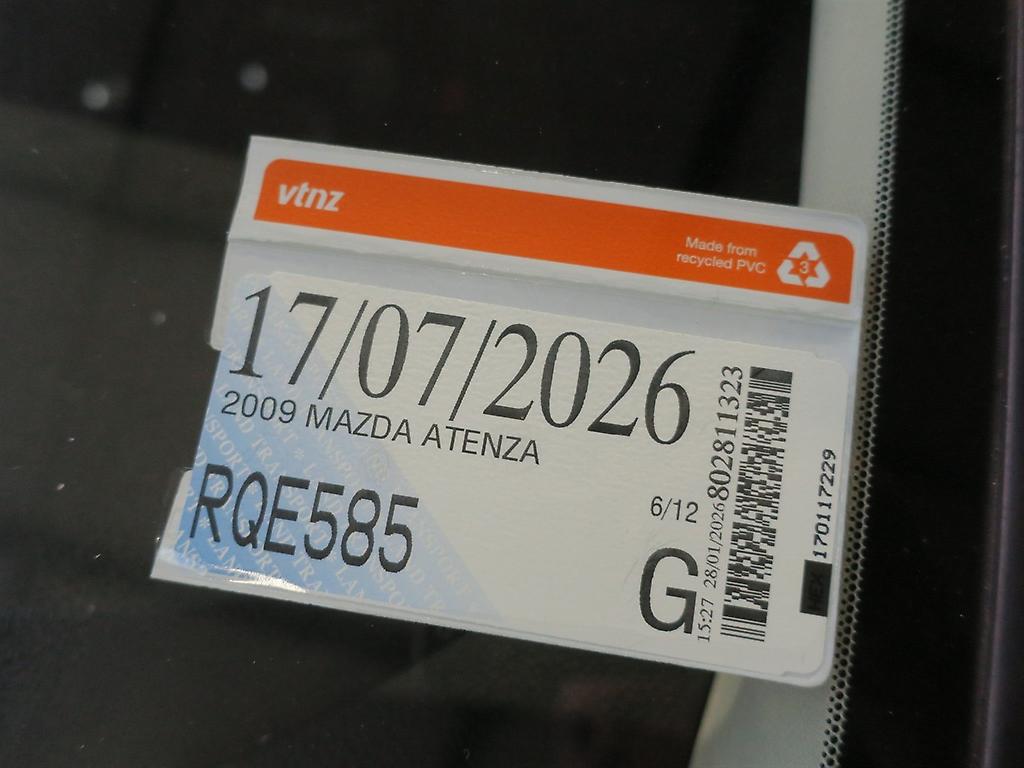 vtnz
Made from
recycled PVC
3
17/07/2026
2009 MAZDA ATENZA
RQE585
6/12
G
15:27 28/01/2026
802811323
170117229